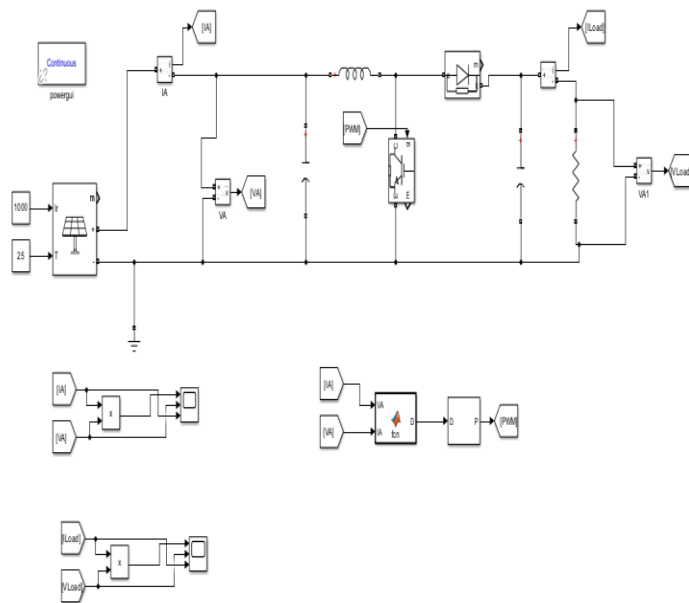 [IA]
[ILoad]
Continuous
powergui
+
i
-
IA
m
+
i
-
[PWM]
g
C
E
m
1000
Ir
m
+
-
v
VA
[VA]
+
-
v
VA1
[VLoad]
25
T
+
-
[IA]
[VA]
x
[IA]
[VA]
VA
IA
fcn
D
D
P
[PWM]
[ILoad]
[VLoad]
x